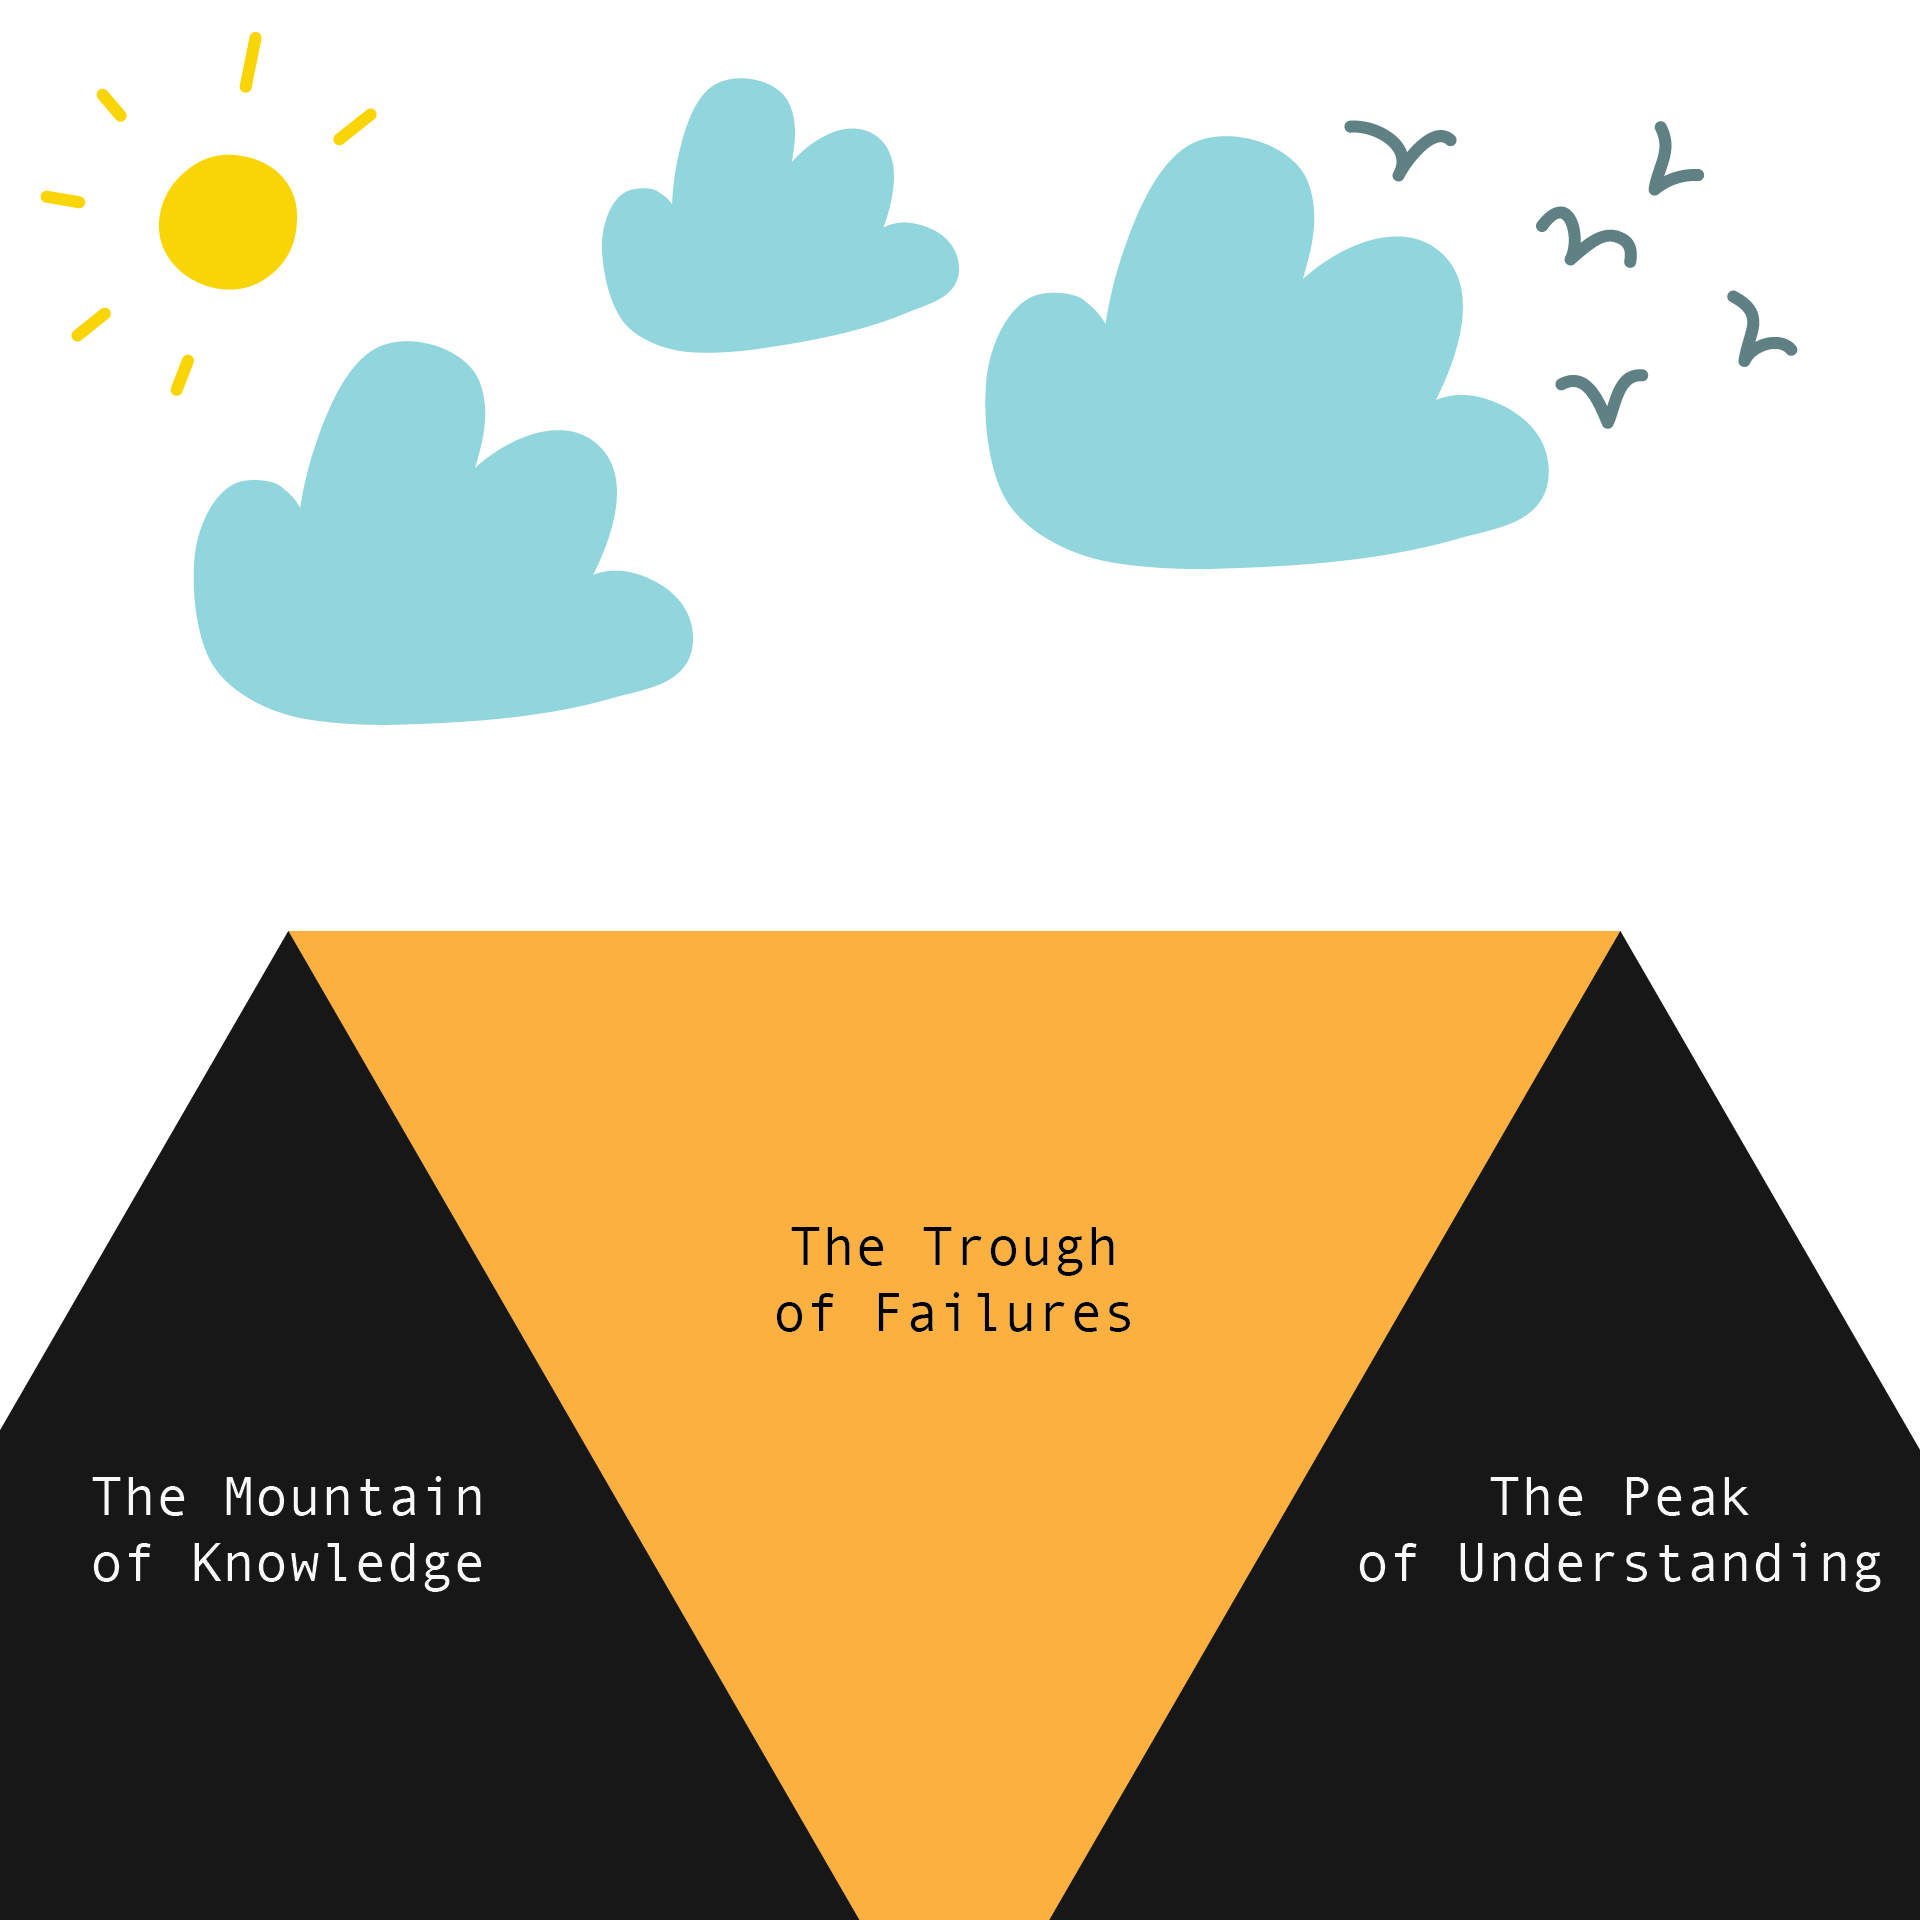 The Trough
of Failures
The Mountain
of Knowledge
The Peak
of Understanding